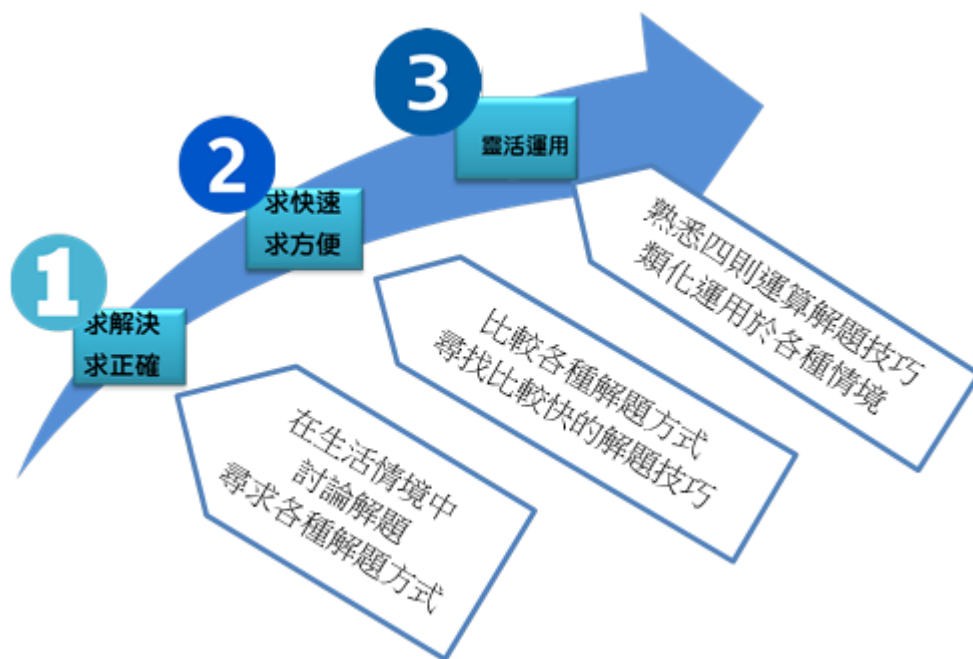 1
求解決
求正確
在生活情境中
討論解題
尋求各種解題方式
2
求快速
求方便
比較各種解題方式
尋找比較快的解題技巧
3
靈活運用
熟悉四則運算解題技巧
類化運用於各種情境